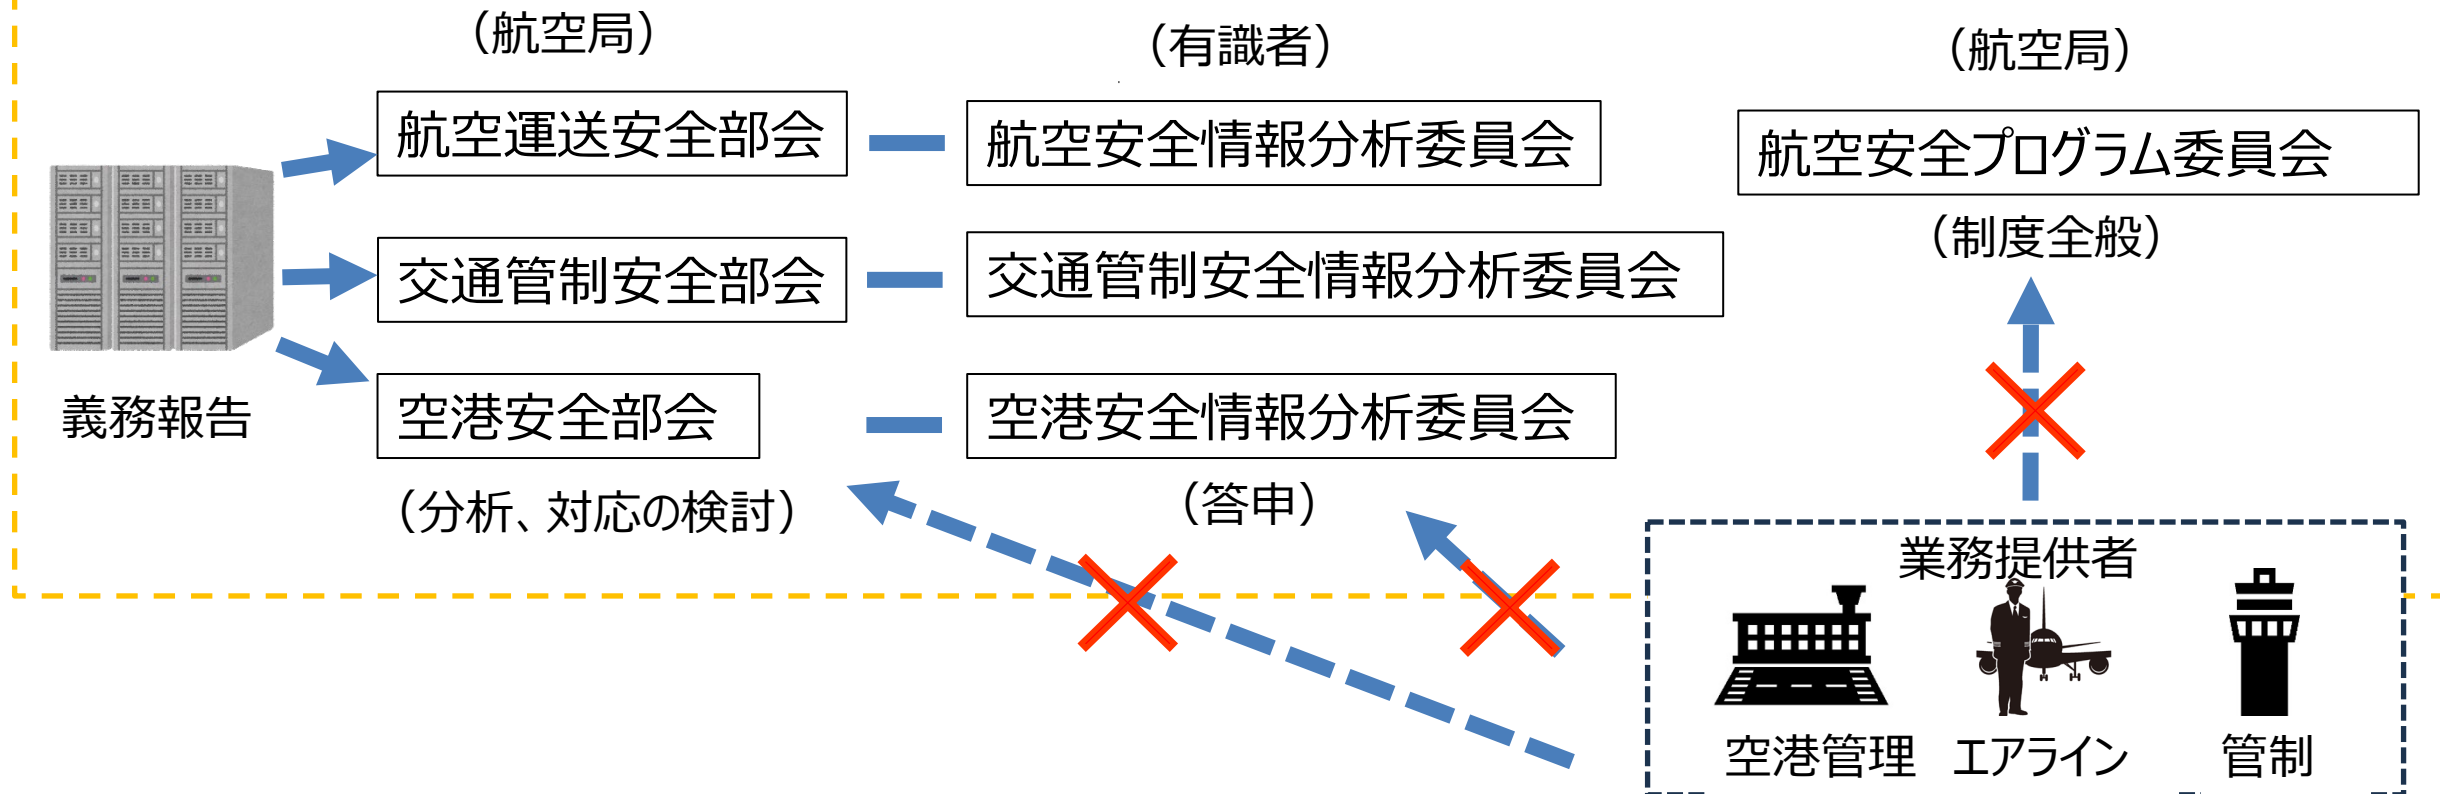 （航空局）
（有識者）
（航空局）
航空運送安全部会
航空安全情報分析委員会
航空安全プログラム委員会
（制度全般）
交通管制安全部会
交通管制安全情報分析委員会
義務報告
空港安全部会
空港安全情報分析委員会
（分析、対応の検討）
（答申）
業務提供者
空港管理
エアライン
管制